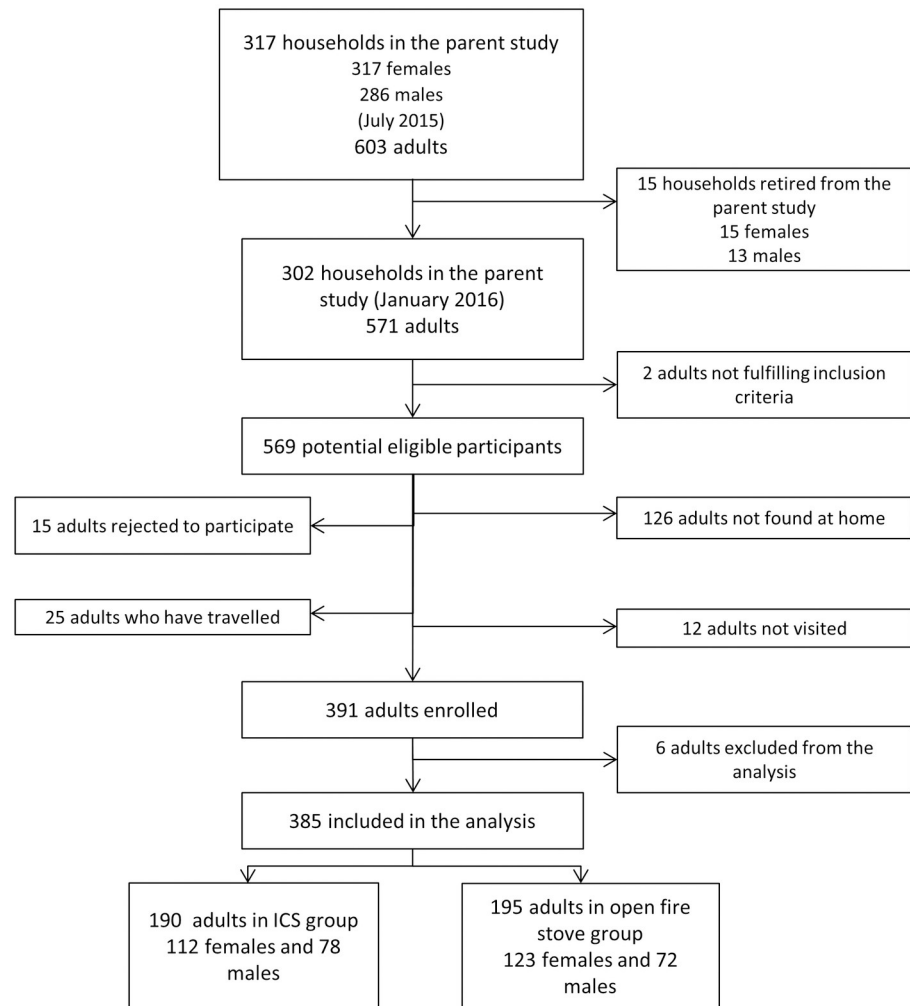 317 households in the parent study
317 females
286 males
(July 2015)
603 adults
15 households retired from the
parent study
15 females
13 males
302 households in the parent
study (January 2016)
571 adults
2 adults not fulfilling inclusion
criteria
569 potential eligible participants
15 adults rejected to participate
126 adults not found at home
25 adults who have travelled
12 adults not visited
391 adults enrolled
6 adults excluded from the
analysis
385 included in the analysis
190 adults in ICS group
112 females and 78
males
195 adults in open fire
stove group
123 females and 72
males